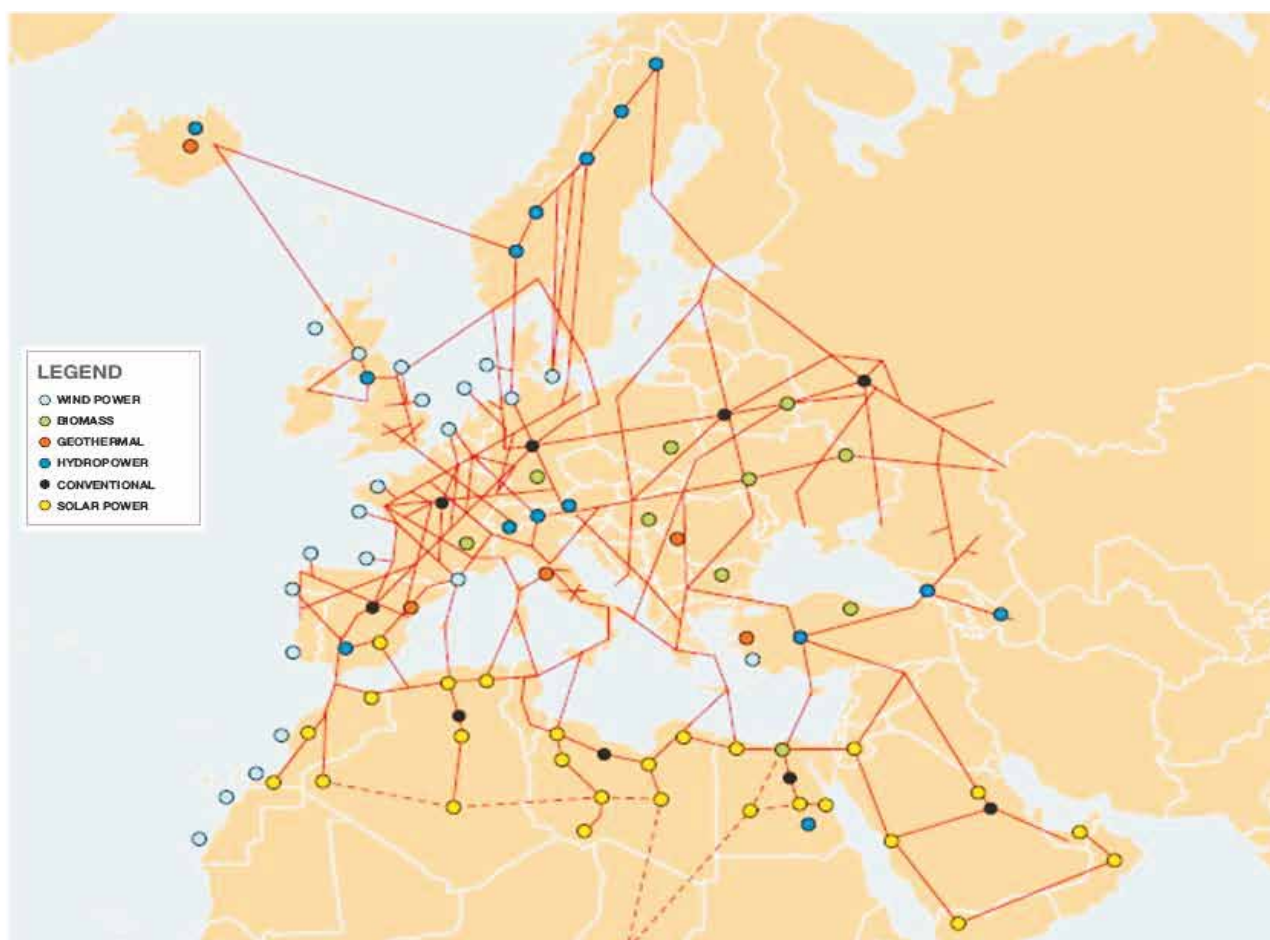 LEGEND
WIND POWER
BIOMASS
GEOTHERMAL
HYDROPOWER
CONVENTIONAL
SOLAR POWER